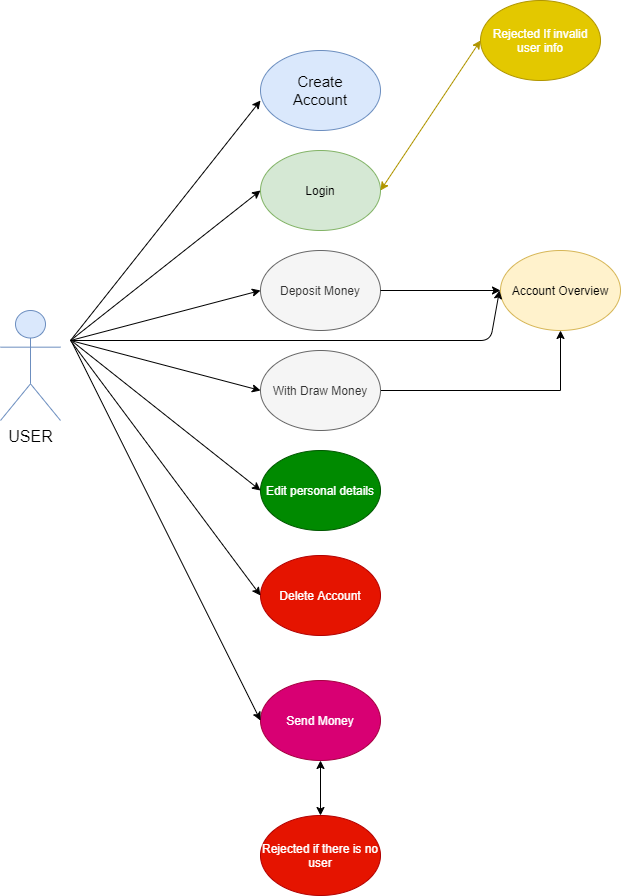 Rejected If invalid
user info
Create
Account
Login
Deposit Money
Account Overview
With Draw Money
USER
Edit personal details
Delete Account
Send Money
Rejected if there is no
user